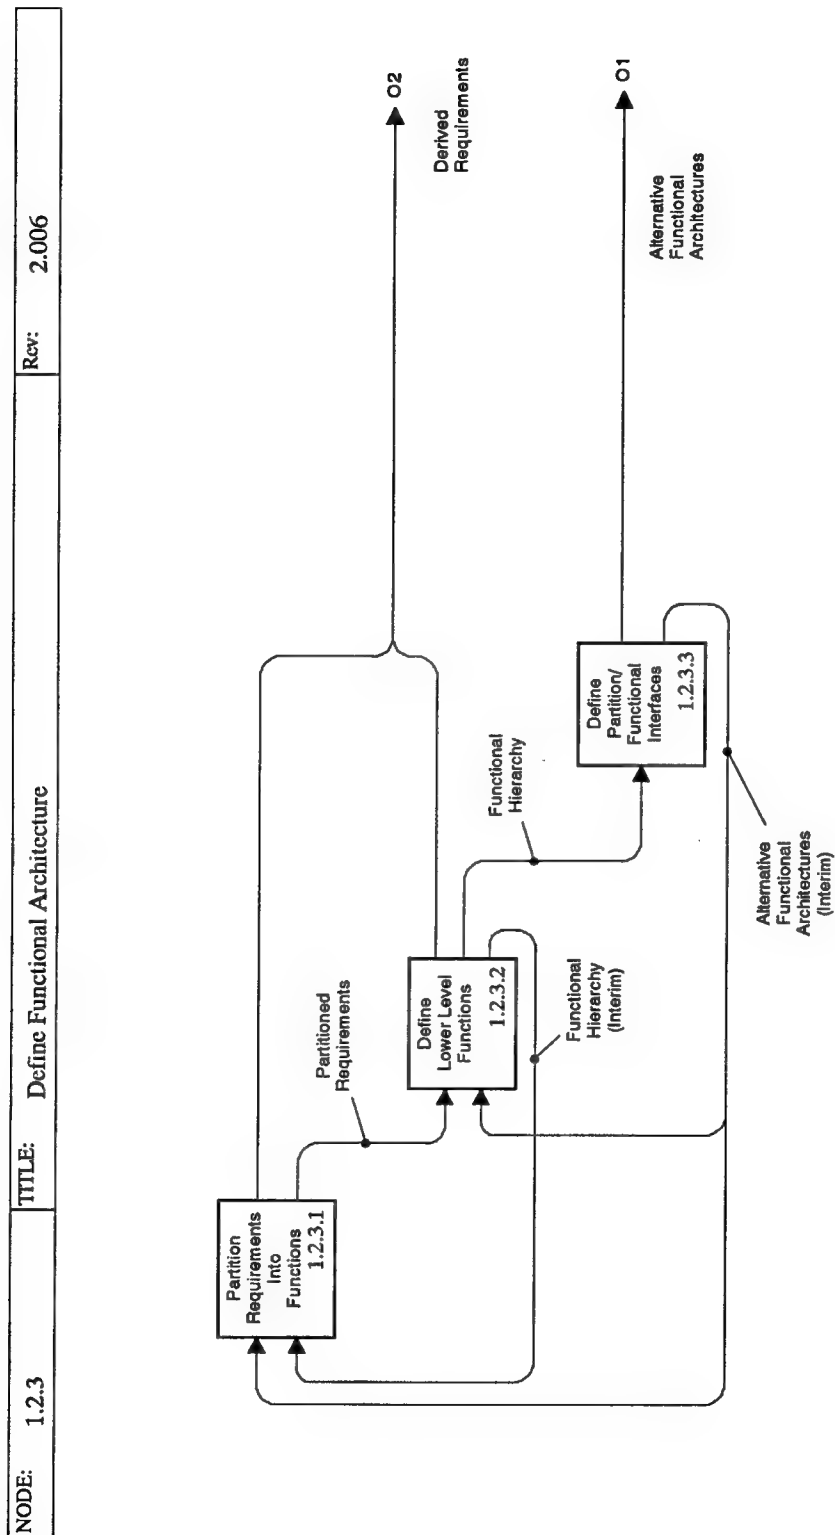 NODE: 1.2.3
TITLE: Define Functional Architecture
Rev: 2.006
Partition
Requirements
Into
Functions
1.2.3.1
Partitioned
Requirements
Define
Lower Level
Functions
1.2.3.2
Functional
Hierarchy
(Interim)
Functional
Hierarchy
Define
Partition/
Functional
Interfaces
1.2.3.3
Alternative
Functional
Architectures
(Interim)
O2
Derived
Requirements
O1
Alternative
Functional
Architectures